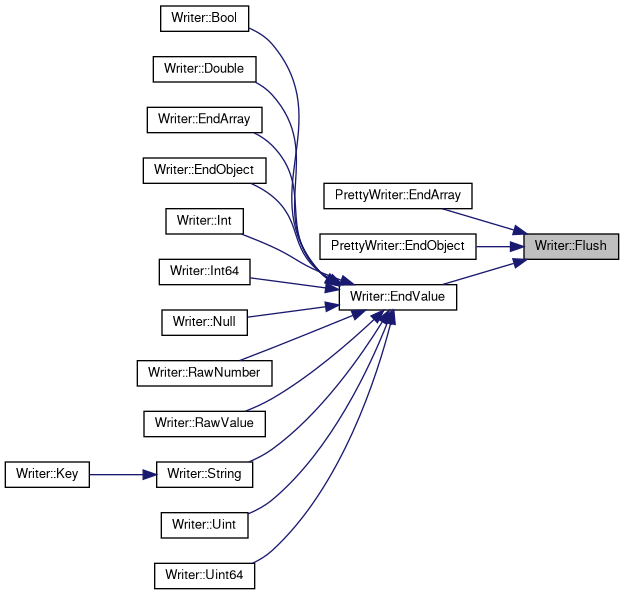 Writer::Bool
Writer::Double
Writer::EndArray
Writer::EndObject
PrettyWriter::EndArray
Writer::Int
PrettyWriter::EndObject
Writer::Flush
Writer::Int64
Writer::EndValue
Writer::Null
Writer::RawNumber
Writer::RawValue
Writer::Key
Writer::String
Writer::Uint
Writer::Uint64